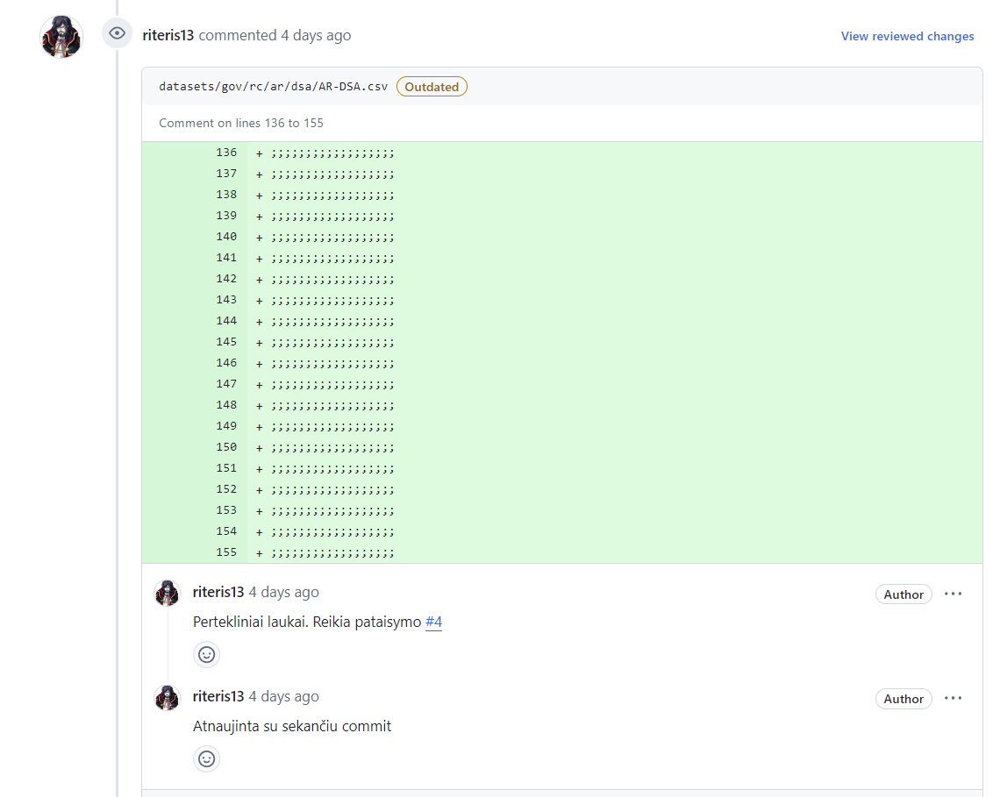 riteris13 commented 4 days ago
View reviewed changes
datasets/gov/rc/ar/dsa/AR-DSA.csv Outdated
Comment on lines 136 to 155
136 + ;;;;;;;;;;;;;;;;;;
137 + ;;;;;;;;;;;;;;;;;;
138 + ;;;;;;;;;;;;;;;;;;
139 + ;;;;;;;;;;;;;;;;;;
140 + ;;;;;;;;;;;;;;;;;;
141 + ;;;;;;;;;;;;;;;;;;
142 + ;;;;;;;;;;;;;;;;;;
143 + ;;;;;;;;;;;;;;;;;;
144 + ;;;;;;;;;;;;;;;;;;
145 + ;;;;;;;;;;;;;;;;;;
146 + ;;;;;;;;;;;;;;;;;;
147 + ;;;;;;;;;;;;;;;;;;
148 + ;;;;;;;;;;;;;;;;;;
149 + ;;;;;;;;;;;;;;;;;;
150 + ;;;;;;;;;;;;;;;;;;
151 + ;;;;;;;;;;;;;;;;;;
152 + ;;;;;;;;;;;;;;;;;;
153 + ;;;;;;;;;;;;;;;;;;
154 + ;;;;;;;;;;;;;;;;;;
155 + ;;;;;;;;;;;;;;;;;;
riteris13 4 days ago
Author
Pertekliniai laukai. Reikia pataisymo #4
riteris13 4 days ago
Author
Atnaujinta su sekančiu commit